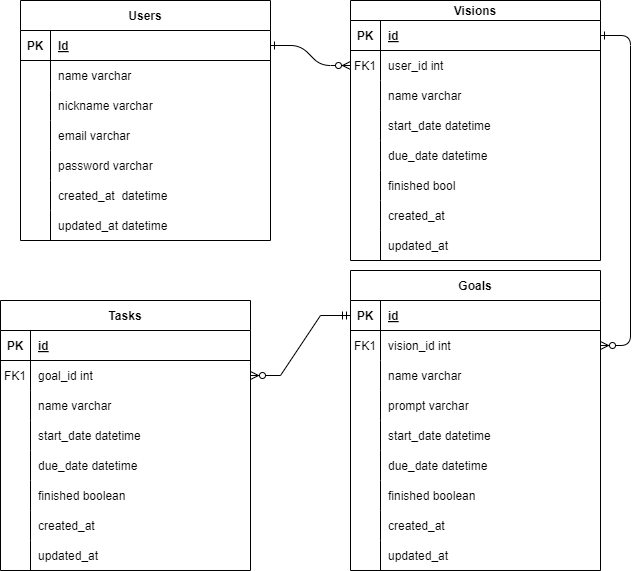 Users
PK Id
name varchar
nickname varchar
email varchar
password varchar
created_at  datetime
updated_at datetime
Visions
PK id
FK1 user_id int
name varchar
start_date datetime
due_date datetime
finished bool
created_at
updated_at
Tasks
PK id
FK1 goal_id int
name varchar
start_date datetime
due_date datetime
finished boolean
created_at
updated_at
Goals
PK id
FK1 vision_id int
name varchar
prompt varchar
start_date datetime
due_date datetime
finished boolean
created_at
updated_at